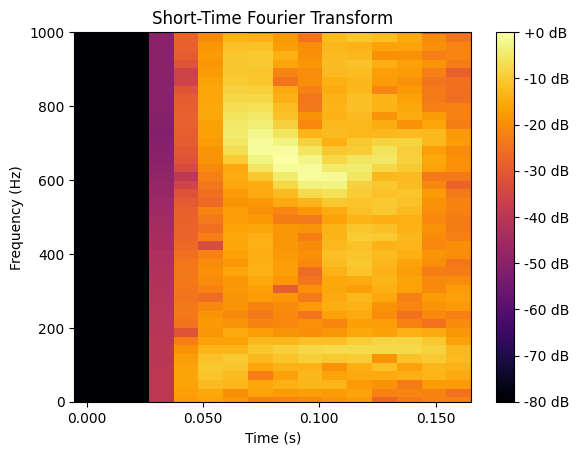 Short-Time Fourier Transform
1000
800
600
400
200
0
Frequency (Hz)
0.000
0.050
0.100
0.150
Time (s)
+0 dB
-10 dB
-20 dB
-30 dB
-40 dB
-50 dB
-60 dB
-70 dB
-80 dB